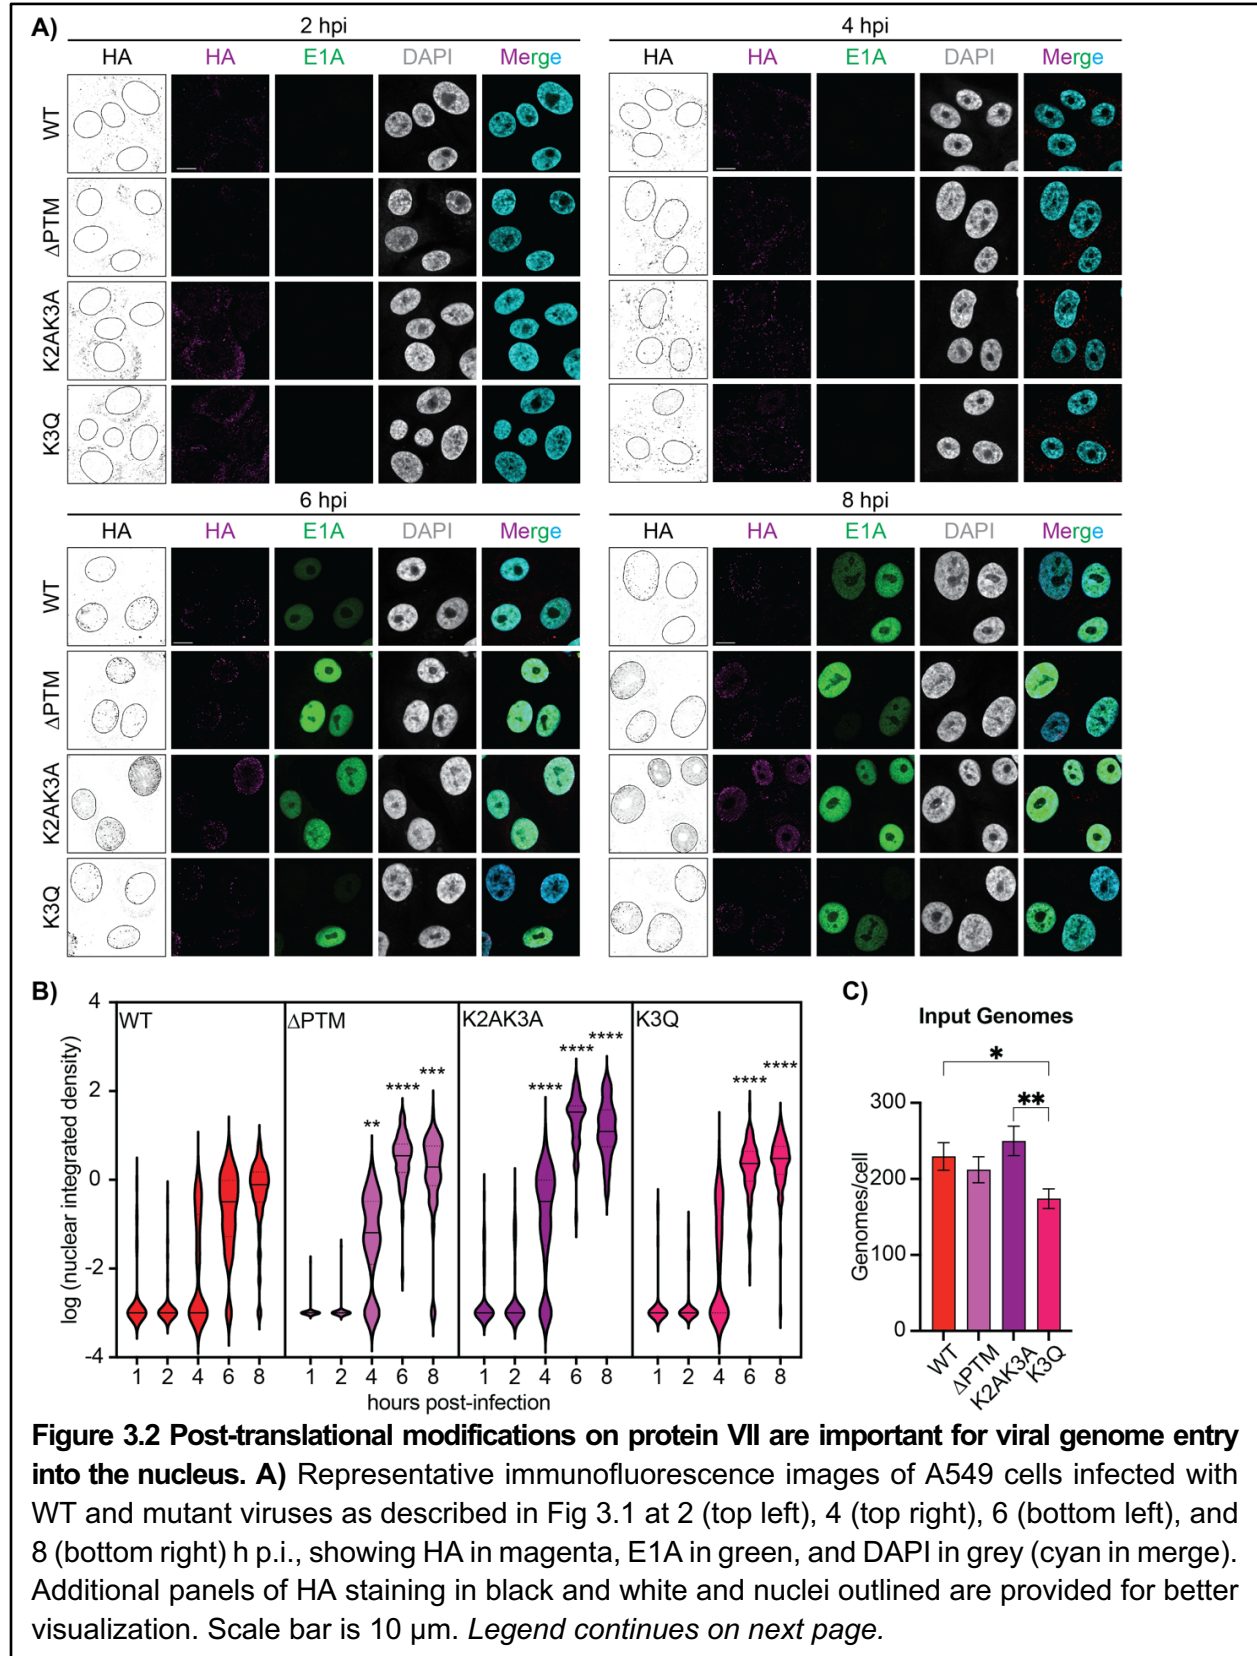 A)
2 hpi
4 hpi
HA HA E1A DAPI Merge
HA HA E1A DAPI Merge
WT
ΔPTM
K2AK3A
K3Q
6 hpi
8 hpi
HA HA E1A DAPI Merge
HA HA E1A DAPI Merge
WT
ΔPTM
K2AK3A
K3Q
B)
log (nuclear integrated density)
4
2
0
-2
-4
WT
ΔPTM
K2AK3A
K3Q
** **** ***
**** **** ****
**** ****
1 2 4 6 8 1 2 4 6 8 1 2 4 6 8 1 2 4 6 8
hours post-infection
C)
Input Genomes
*
**
Genomes/cell
300
200
100
0
WT ΔPTM K2AK3A K3Q
Figure 3.2 Post-translational modifications on protein VII are important for viral genome entry
into the nucleus. A) Representative immunofluorescence images of A549 cells infected with
WT and mutant viruses as described in Fig 3.1 at 2 (top left), 4 (top right), 6 (bottom left), and
8 (bottom right) h p.i., showing HA in magenta, E1A in green, and DAPI in grey (cyan in merge).
Additional panels of HA staining in black and white and nuclei outlined are provided for better
visualization. Scale bar is 10 μm. Legend continues on next page.